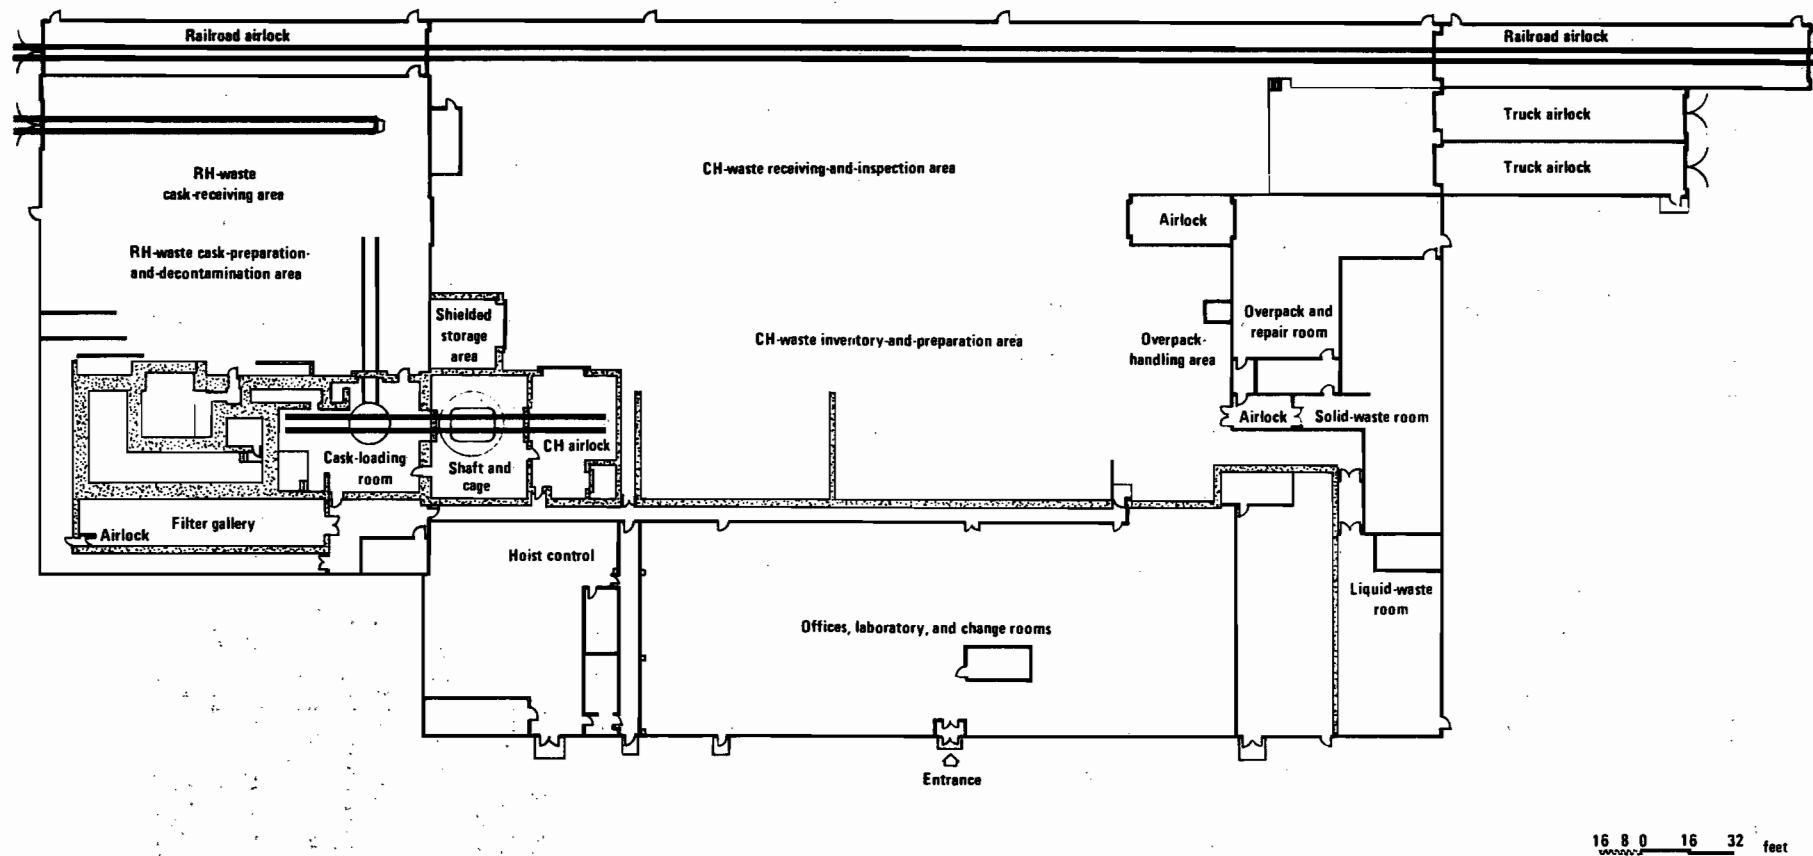 Railroad airlock
Railroad airlock
Truck airlock
Truck airlock
RH-waste
cask-receiving area
CH-waste receiving-and-inspection area
Airlock
RH-waste cask-preparation-
and-decontamination area
Shielded
storage
area
CH-waste inventory-and-preparation area
Overpack-
handling area
Overpack and
repair room
Airlock
Solid-waste room
Cask-loading
room
Shaft and
cage
CH airlock
Filter gallery
Airlock
Hoist control
Liquid-waste
room
Offices, laboratory, and change rooms
Entrance
16 8 0 16 32 feet